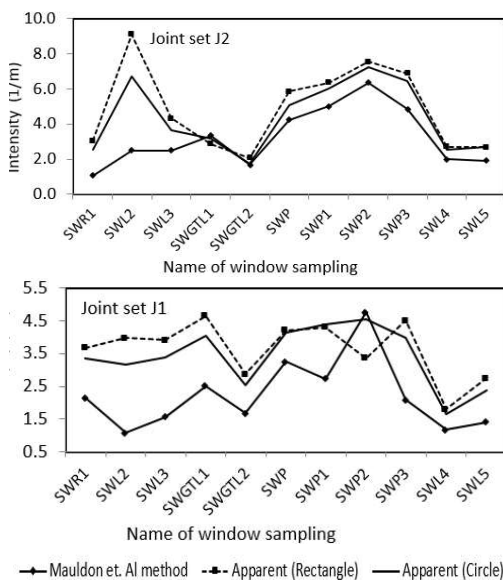 Joint set J2
Intensity (1/m)
10.0
8.0
6.0
4.0
2.0
0.0
SWR1
SWL2
SWL3
SWGTL1
SWGTL2
SWP
SWP1
SWP2
SWP3
SWL4
SWL5
Name of window sampling
Joint set J1
5.5
4.5
3.5
2.5
1.5
0.5
SWR1
SWL2
SWL3
SWGTL1
SWGTL2
SWP
SWP1
SWP2
SWP3
SWL4
SWL5
Name of window sampling
Mauldon et. Al method
Apparent (Rectangle)
Apparent (Circle)